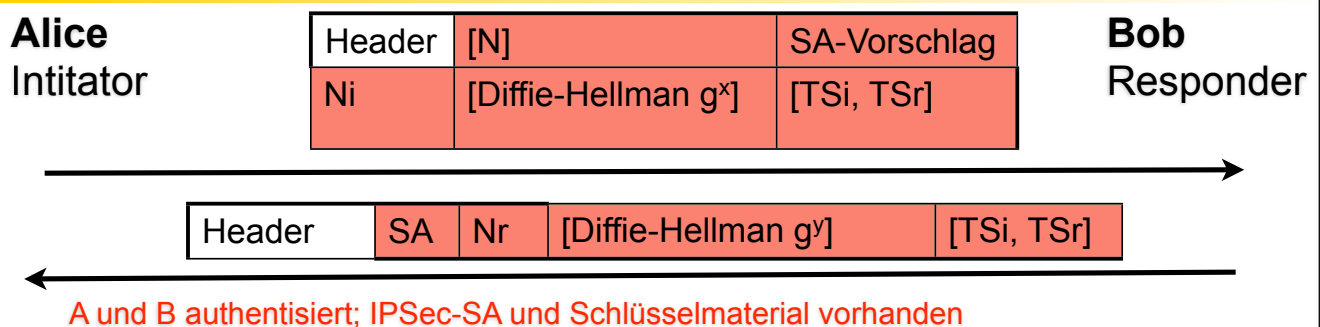 Alice
Intitator
Header [N] SA-Vorschlag
Ni [Diffie-Hellman gˣ] [TSi, TSr]
Bob
Responder
Header SA Nr [Diffie-Hellman gʸ] [TSi, TSr]
A und B authentisiert; IPSec-SA und Schlüsselmaterial vorhanden